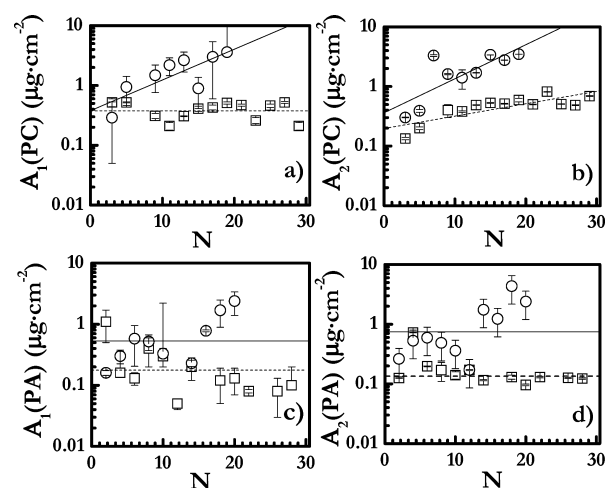 A₁(PC) (μg·cm⁻²)
10
1
0.1
0.01
a)
0 10 20 30
N
A₂(PC) (μg·cm⁻²)
10
1
0.1
0.01
b)
0 10 20 30
N
A₁(PA) (μg·cm⁻²)
10
1
0.1
0.01
c)
0 10 20 30
N
A₂(PA) (μg·cm⁻²)
10
1
0.1
0.01
d)
0 10 20 30
N